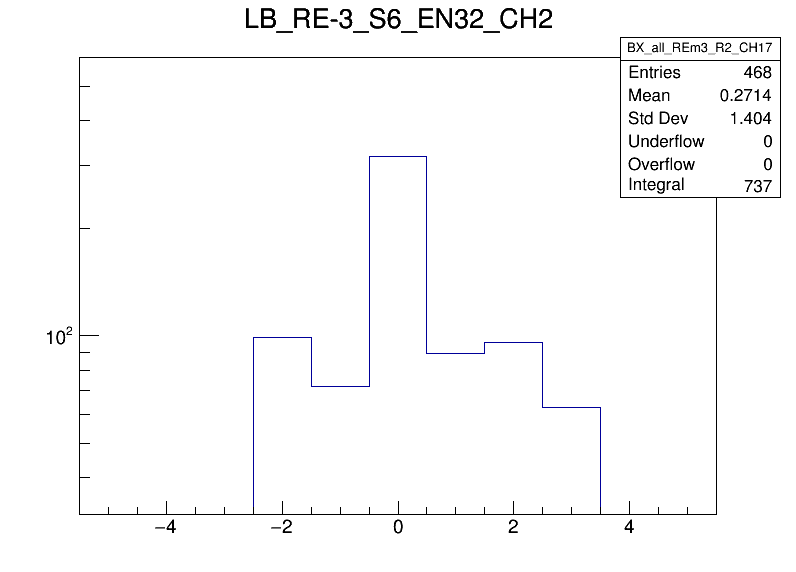 LB_RE-3_S6_EN32_CH2
BX_all_REm3_R2_CH17
Entries 468
Mean 0.2714
Std Dev 1.404
Underflow 0
Overflow 0
Integral 737
10²
−4 −2 0 2 4